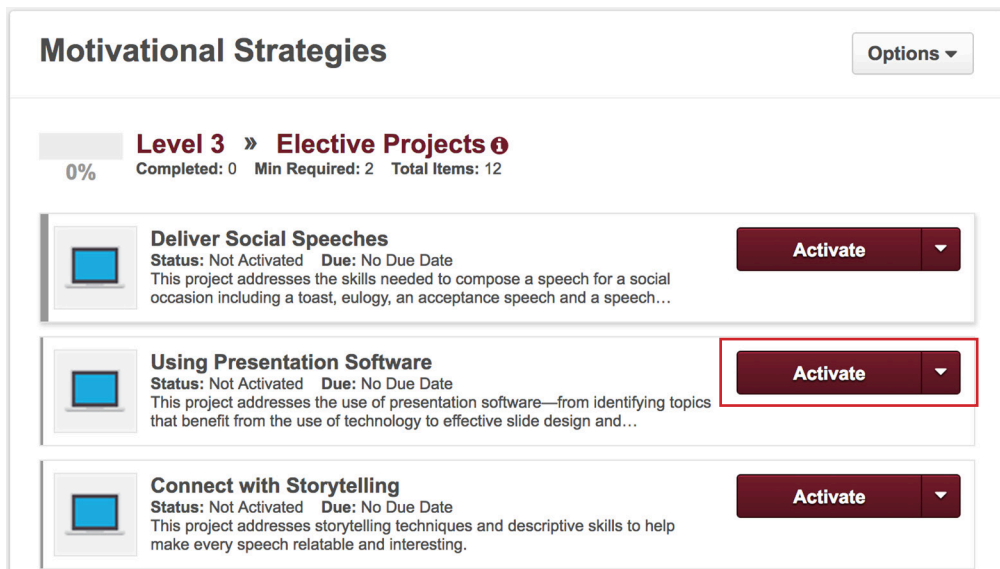 Motivational Strategies
Options
Level 3 » Elective Projects
0%
Completed: 0 Min Required: 2 Total Items: 12
Deliver Social Speeches
Status: Not Activated Due: No Due Date
This project addresses the skills needed to compose a speech for a social
occasion including a toast, eulogy, an acceptance speech and a speech…
Activate
Using Presentation Software
Status: Not Activated Due: No Due Date
This project addresses the use of presentation software—from identifying topics
that benefit from the use of technology to effective slide design and…
Activate
Connect with Storytelling
Status: Not Activated Due: No Due Date
This project addresses storytelling techniques and descriptive skills to help
make every speech relatable and interesting.
Activate